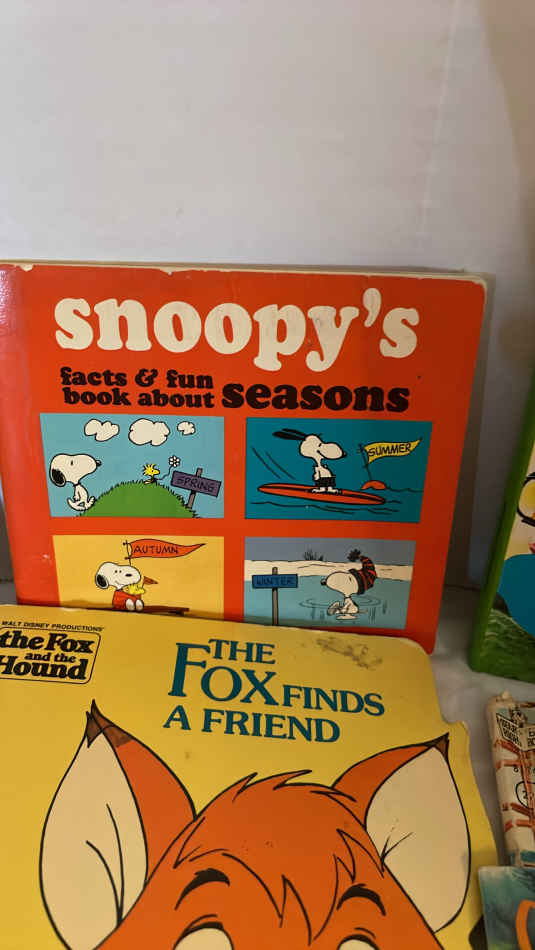 snoopy's
facts & fun
book about seasons
SPRING
SUMMER
AUTUMN
WINTER
WALT DISNEY PRODUCTIONS'
the Fox
and the
Hound
THE
FOX FINDS
A FRIEND